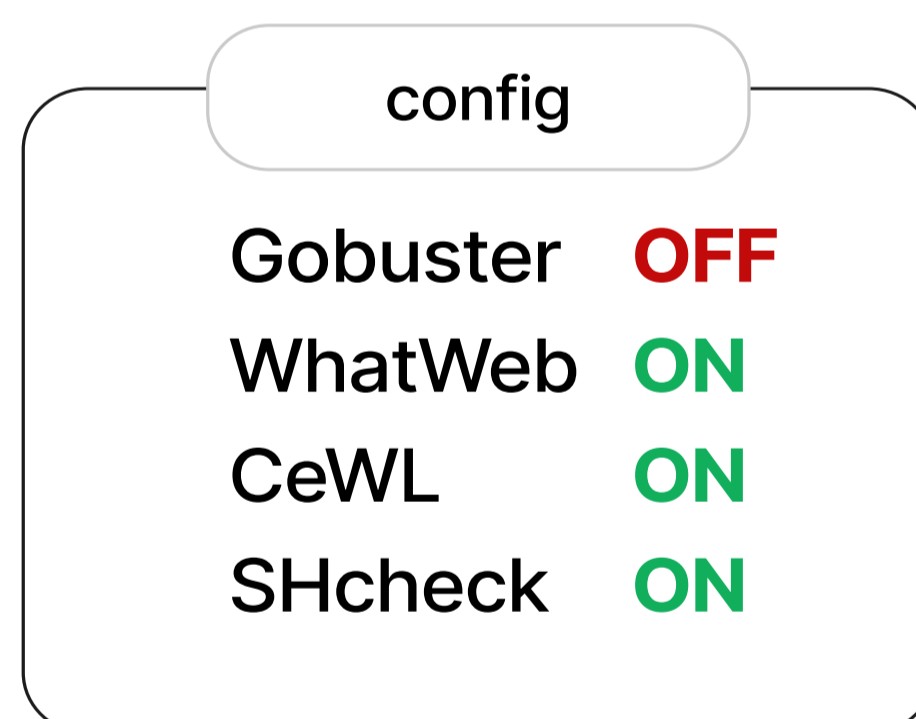 config
Gobuster OFF
WhatWeb ON
CeWL ON
SHcheck ON